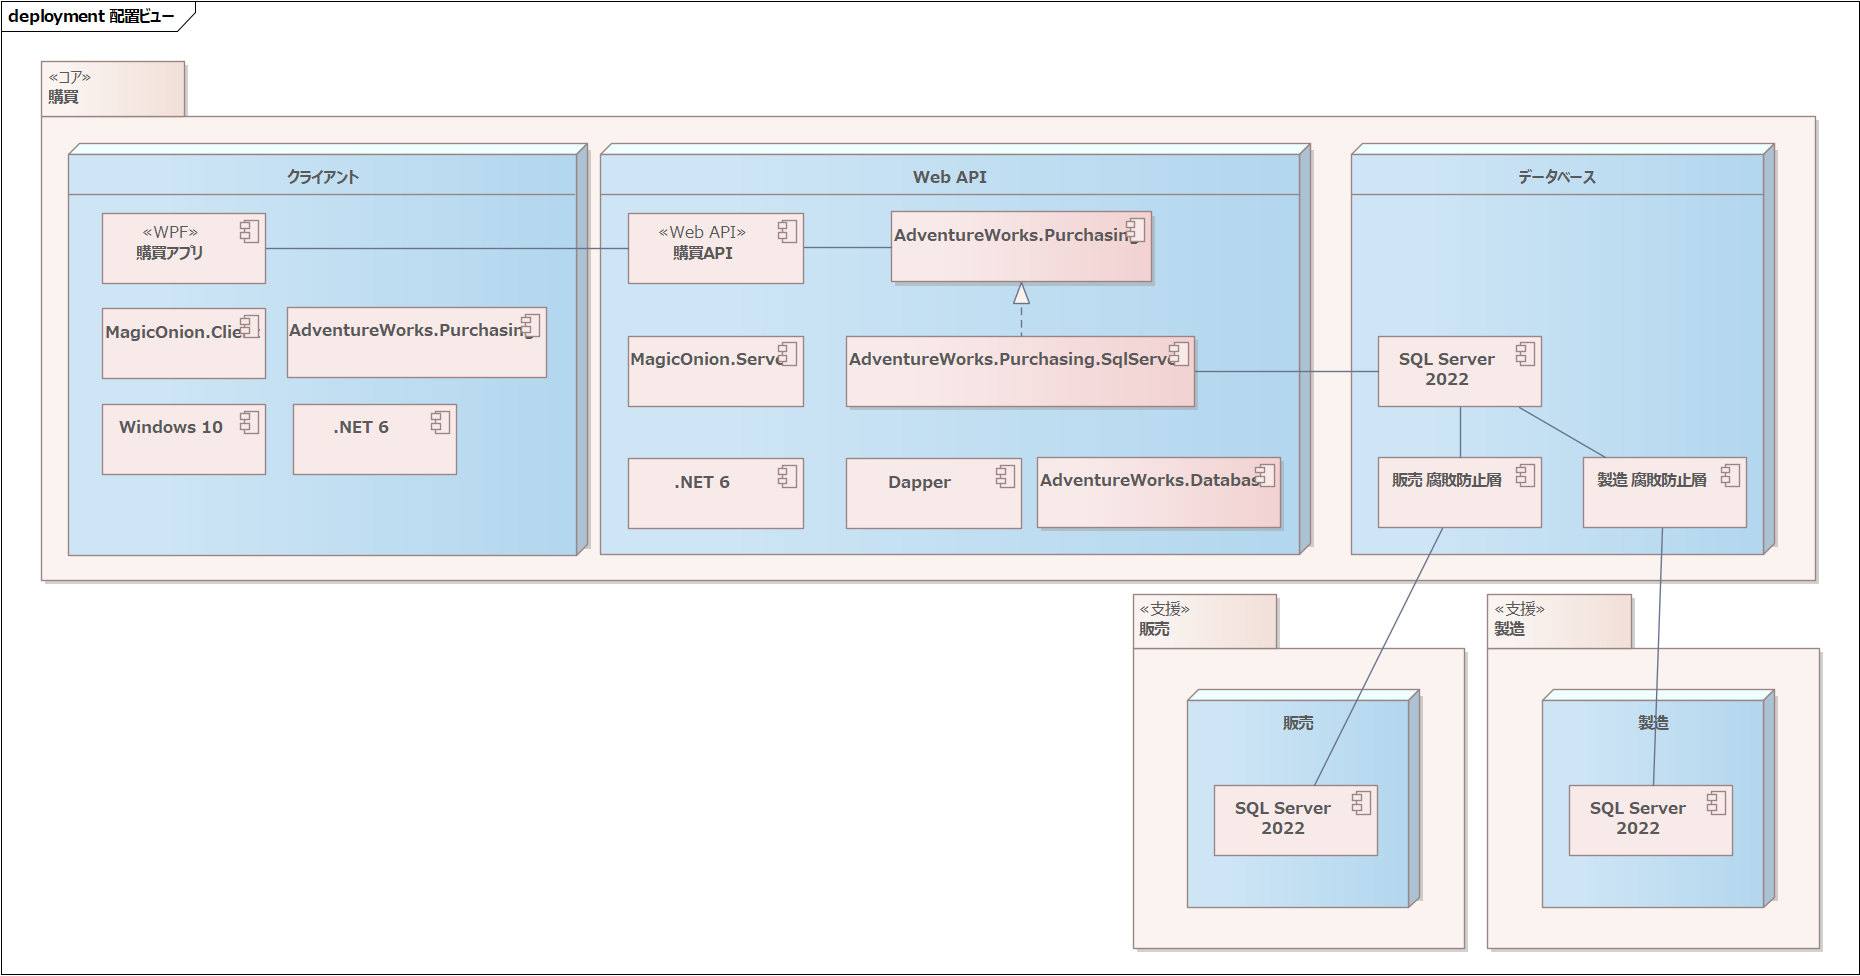 deployment 配置ビュー
«コア»
購買
クライアント
«WPF»
購買アプリ
MagicOnion.Clie
AdventureWorks.Purchasing
Windows 10
.NET 6
Web API
«Web API»
購買API
AdventureWorks.Purchasing
MagicOnion.Serve
AdventureWorks.Purchasing.SqlServe
.NET 6
Dapper
AdventureWorks.Databas
データベース
SQL Server
2022
販売 腐敗防止層
製造 腐敗防止層
«支援»
販売
販売
SQL Server
2022
«支援»
製造
製造
SQL Server
2022